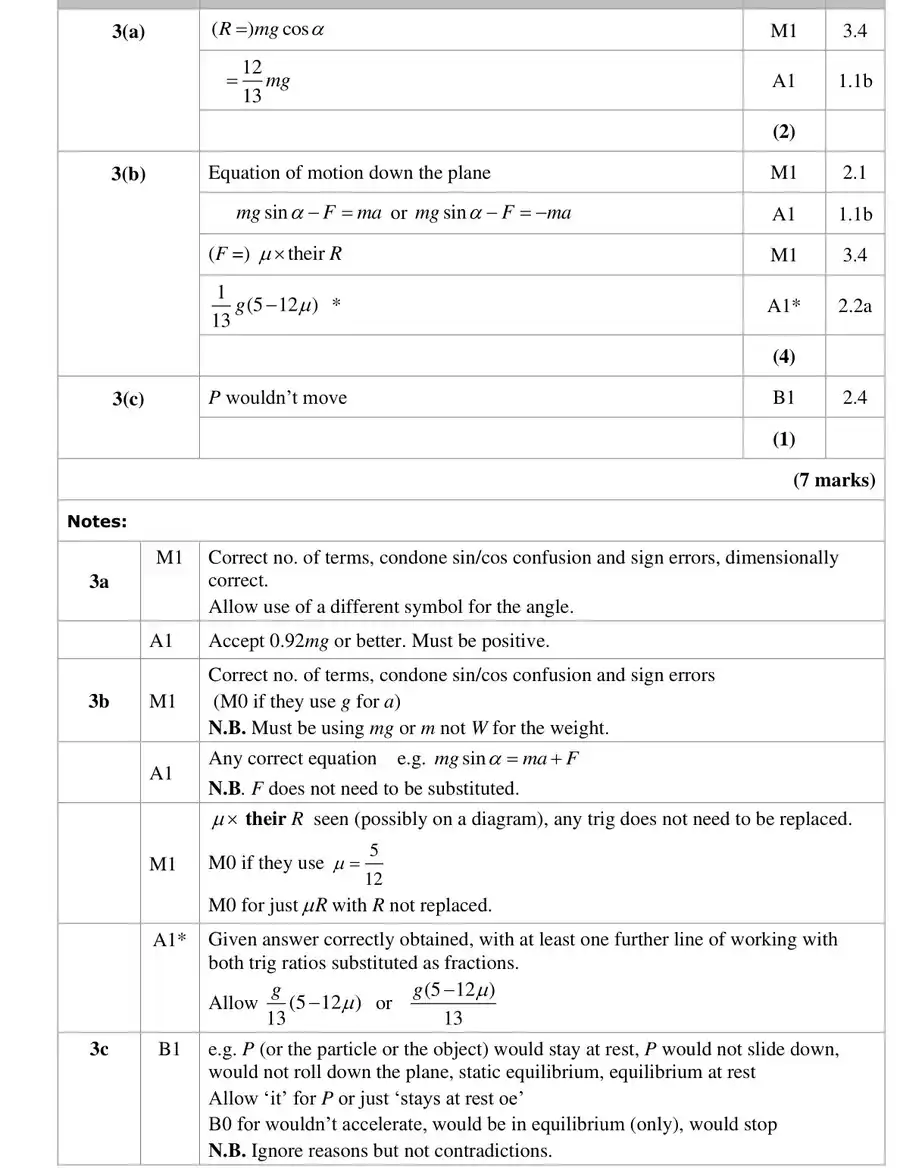 3(a) (R =)mg cos α M1 3.4
= 12/13 mg A1 1.1b
(2)
3(b) Equation of motion down the plane M1 2.1
mg sin α − F = ma or mg sin α − F = −ma A1 1.1b
(F =) μ × their R M1 3.4
1/13 g(5 − 12μ) * A1* 2.2a
(4)
3(c) P wouldn’t move B1 2.4
(1)
(7 marks)
Notes:
3a M1 Correct no. of terms, condone sin/cos confusion and sign errors, dimensionally
correct.
Allow use of a different symbol for the angle.
A1 Accept 0.92mg or better. Must be positive.
3b M1 Correct no. of terms, condone sin/cos confusion and sign errors
(M0 if they use g for a)
N.B. Must be using mg or m not W for the weight.
A1 Any correct equation e.g. mg sin α = ma + F
N.B. F does not need to be substituted.
M1 μ × their R seen (possibly on a diagram), any trig does not need to be replaced.
M0 if they use μ = 5/12
M0 for just μR with R not replaced.
A1* Given answer correctly obtained, with at least one further line of working with
both trig ratios substituted as fractions.
Allow g/13 (5 − 12μ) or g(5 − 12μ)/13
3c B1 e.g. P (or the particle or the object) would stay at rest, P would not slide down,
would not roll down the plane, static equilibrium, equilibrium at rest
Allow ‘it’ for P or just ‘stays at rest oe’
B0 for wouldn’t accelerate, would be in equilibrium (only), would stop
N.B. Ignore reasons but not contradictions.